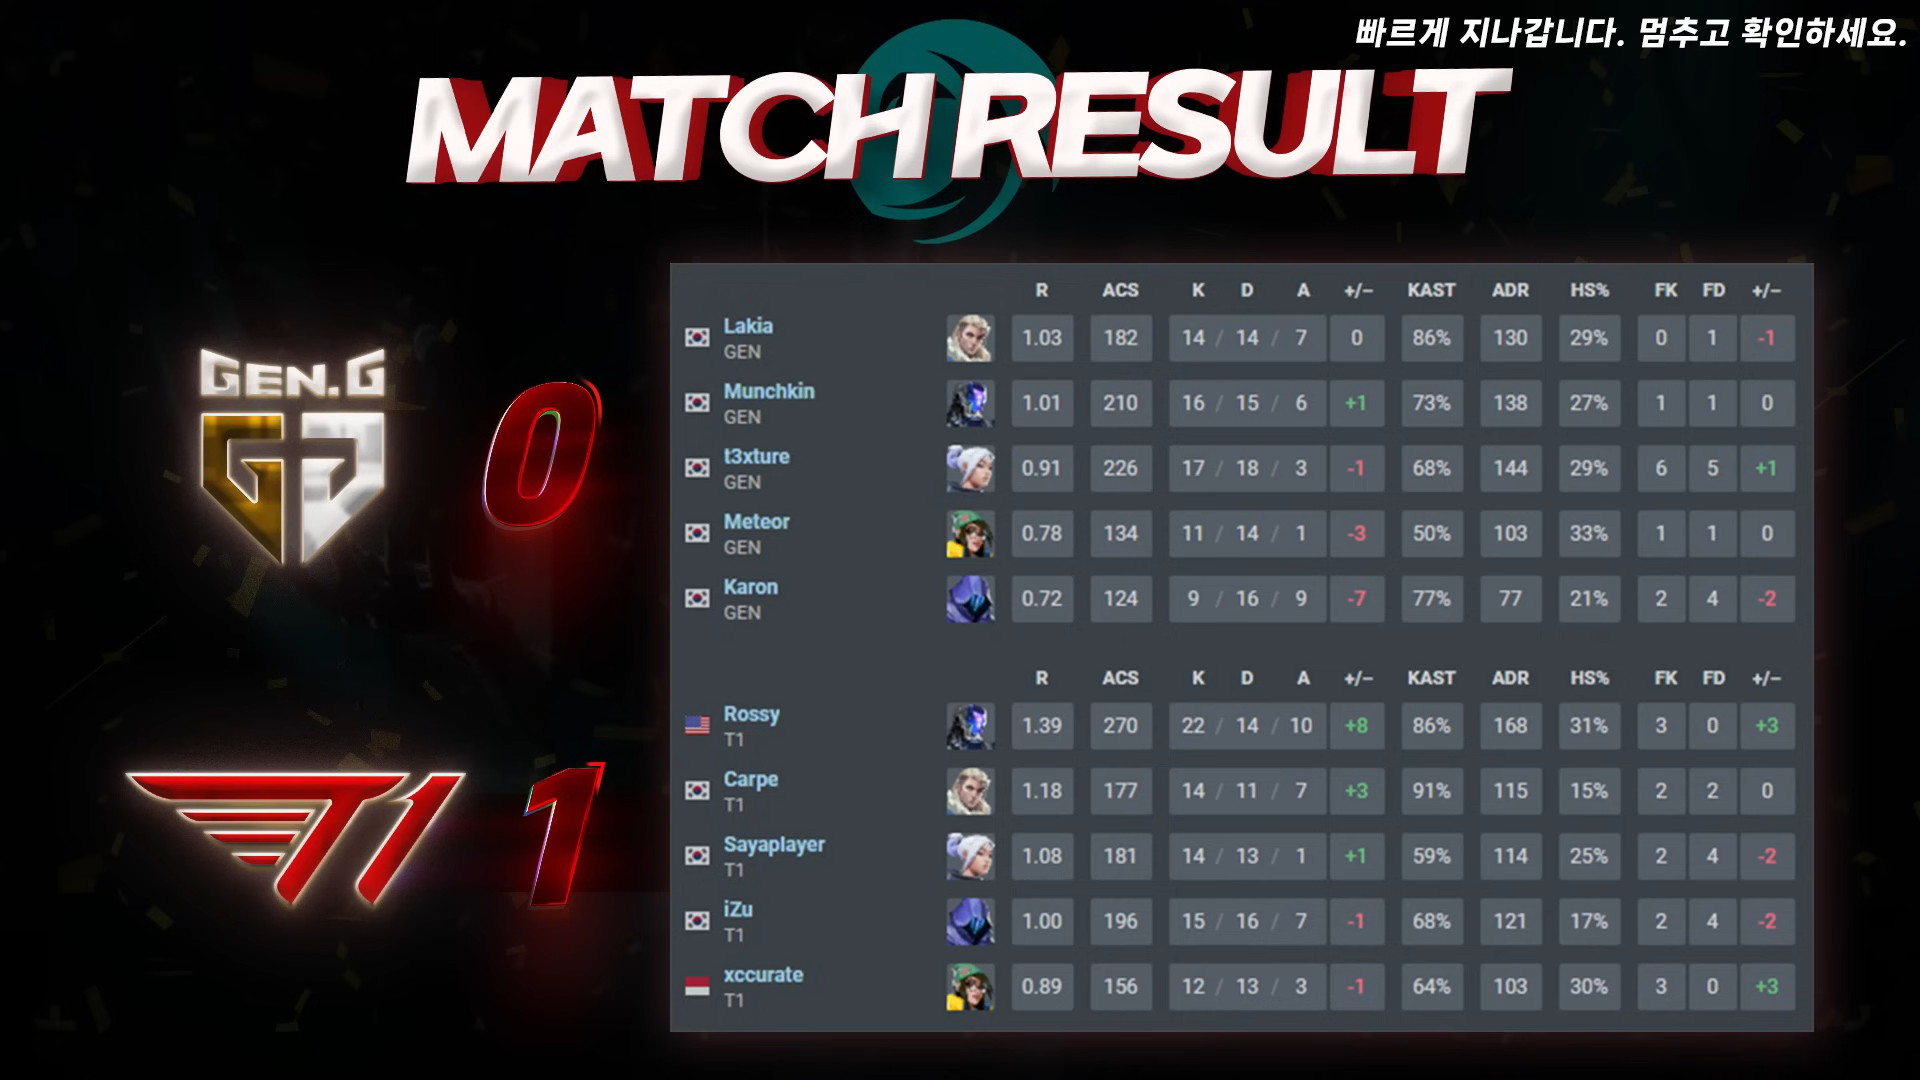 빠르게 지나갑니다. 멈추고 확인하세요.
MATCH RESULT
GEN.G
0
T1
1
R ACS K D A +/– KAST ADR HS% FK FD +/–
Lakia
GEN
1.03 182 14 / 14 / 7 0 86% 130 29% 0 1 -1
Munchkin
GEN
1.01 210 16 / 15 / 6 +1 73% 138 27% 1 1 0
t3xture
GEN
0.91 226 17 / 18 / 3 -1 68% 144 29% 6 5 +1
Meteor
GEN
0.78 134 11 / 14 / 1 -3 50% 103 33% 1 1 0
Karon
GEN
0.72 124 9 / 16 / 9 -7 77% 77 21% 2 4 -2
R ACS K D A +/– KAST ADR HS% FK FD +/–
Rossy
T1
1.39 270 22 / 14 / 10 +8 86% 168 31% 3 0 +3
Carpe
T1
1.18 177 14 / 11 / 7 +3 91% 115 15% 2 2 0
Sayaplayer
T1
1.08 181 14 / 13 / 1 +1 59% 114 25% 2 4 -2
iZu
T1
1.00 196 15 / 16 / 7 -1 68% 121 17% 2 4 -2
xccurate
T1
0.89 156 12 / 13 / 3 -1 64% 103 30% 3 0 +3